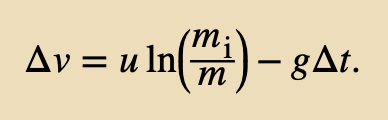 Δv = u ln(mᵢ/m) − gΔt.